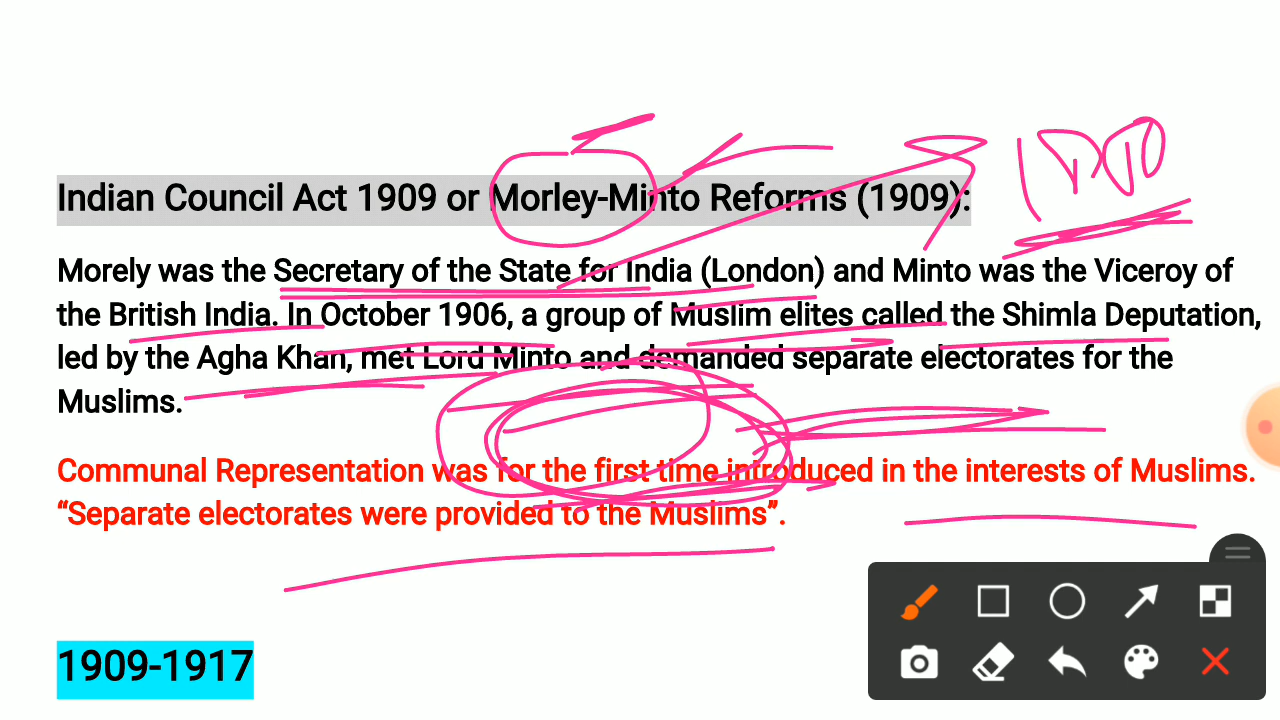 Indian Council Act 1909 or Morley-Minto Reforms (1909):
Morely was the Secretary of the State for India (London) and Minto was the Viceroy of
the British India. In October 1906, a group of Muslim elites called the Shimla Deputation,
led by the Agha Khan, met Lord Minto and demanded separate electorates for the
Muslims.
Communal Representation was for the first time introduced in the interests of Muslims.
“Separate electorates were provided to the Muslims”.
1909-1917